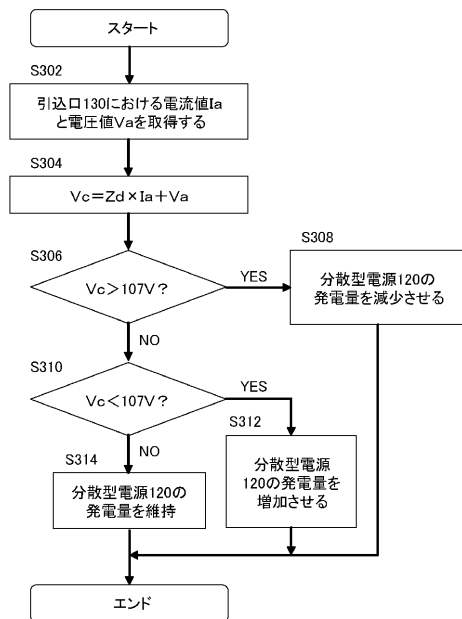 スタート
S302
引込口130における電流値Ia
と電圧値Vaを取得する
S304
Vc=Zd×Ia+Va
S306
Vc>107V?
YES
S308
分散型電源120の
発電量を減少させる
NO
S310
Vc<107V?
YES
S312
分散型電源
120の発電量を
増加させる
NO
S314
分散型電源120の
発電量を維持
エンド